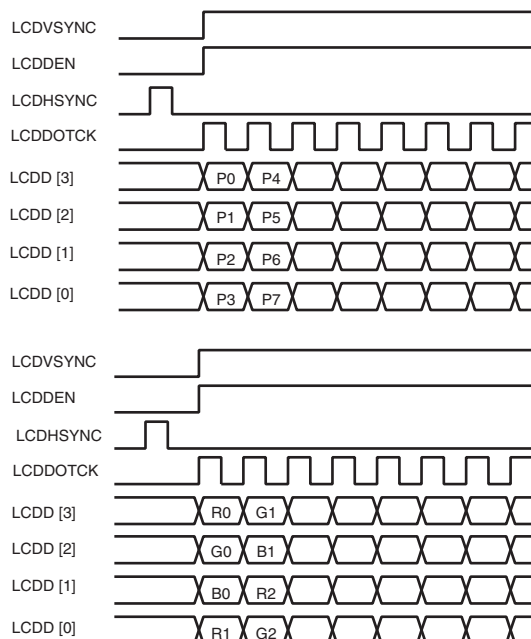 LCDVSYNC
LCDDEN
LCDHSYNC
LCDDOTCK
LCDD [3] P0 P4
LCDD [2] P1 P5
LCDD [1] P2 P6
LCDD [0] P3 P7
LCDVSYNC
LCDDEN
LCDHSYNC
LCDDOTCK
LCDD [3] R0 G1
LCDD [2] G0 B1
LCDD [1] B0 R2
LCDD [0] R1 G2